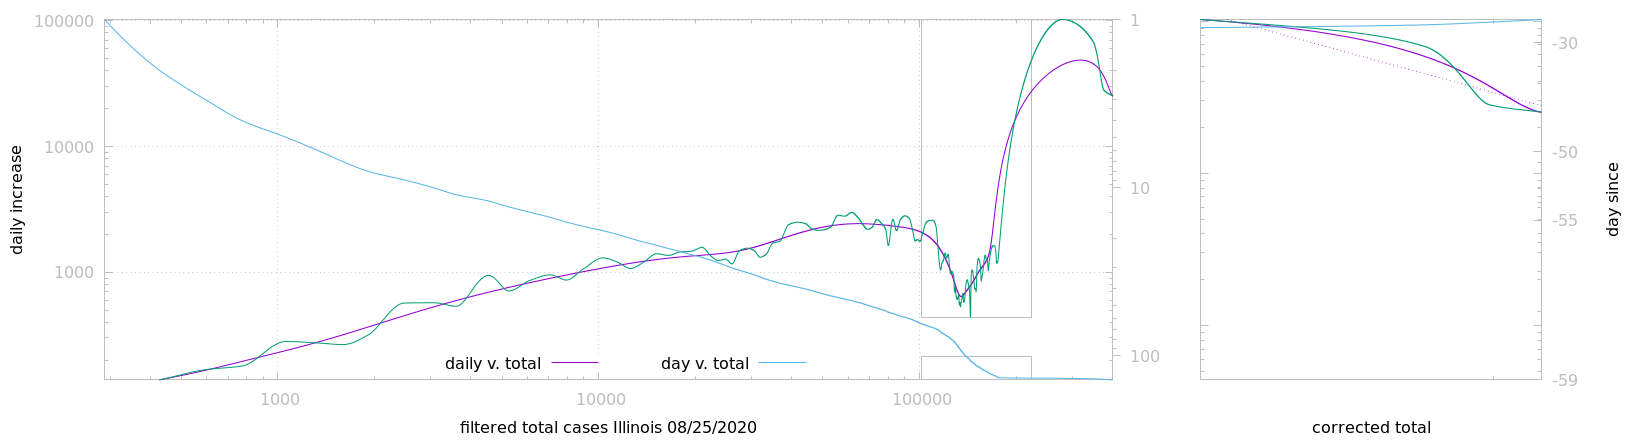 100000
10000
1000
daily increase
1
10
100
daily v. total
day v. total
1000
10000
100000
filtered total cases Illinois 08/25/2020
-30
-50
-55
-59
day since
corrected total